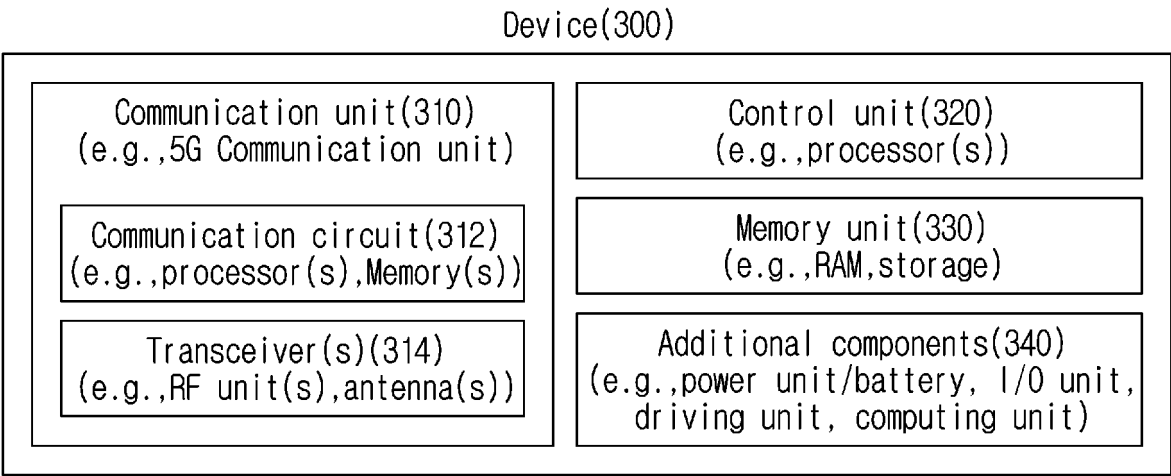 Device(300)
Communication unit(310)
(e.g.,5G Communication unit)
Communication circuit(312)
(e.g.,processor(s),Memory(s))
Transceiver(s)(314)
(e.g.,RF unit(s),antenna(s))
Control unit(320)
(e.g.,processor(s))
Memory unit(330)
(e.g.,RAM,storage)
Additional components(340)
(e.g.,power unit/battery, I/O unit,
driving unit, computing unit)